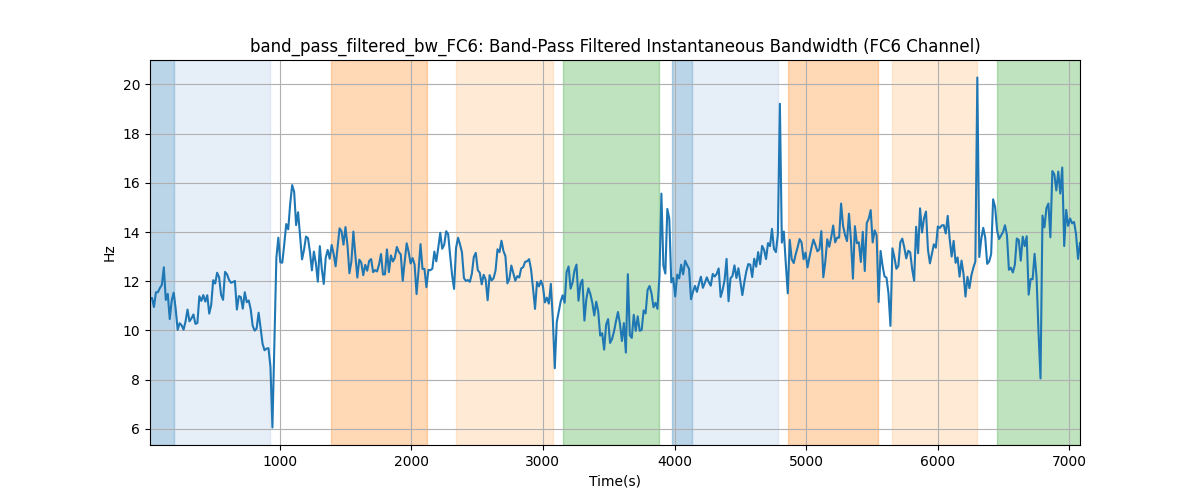 band_pass_filtered_bw_FC6: Band-Pass Filtered Instantaneous Bandwidth (FC6 Channel)
20
18
16
14
12
10
8
6
Hz
1000 2000 3000 4000 5000 6000 7000
Time(s)